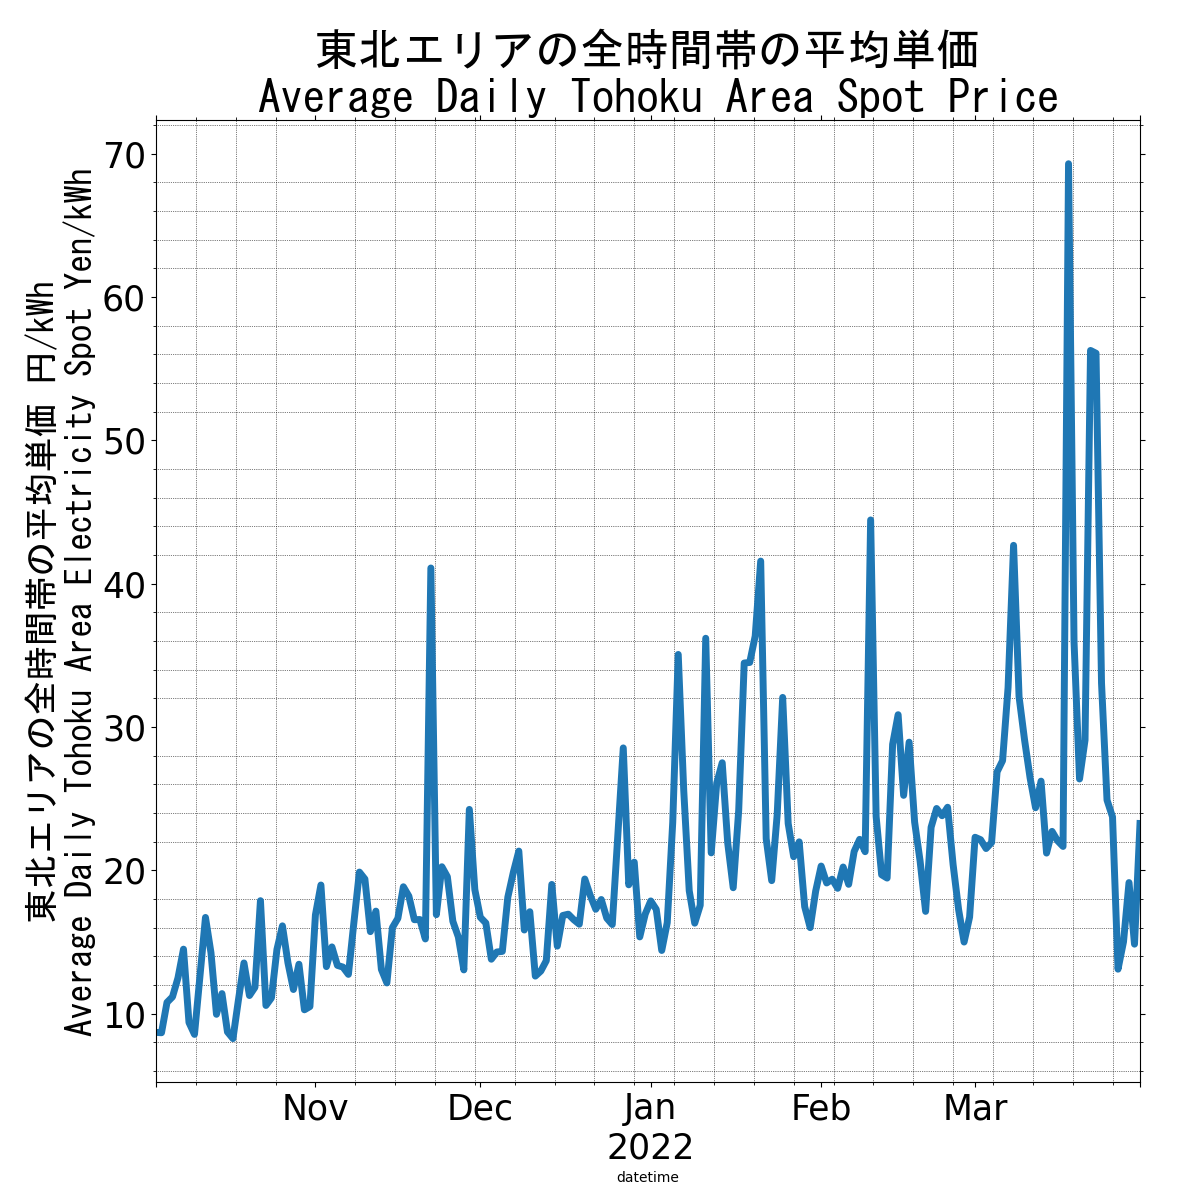 東北エリアの全時間帯の平均単価
Average Daily Tohoku Area Spot Price
東北エリアの全時間帯の平均単価 円/kWh
Average Daily Tohoku Area Electricity Spot Yen/kWh
70
60
50
40
30
20
10
Nov
Dec
Jan
2022
Feb
Mar
datetime